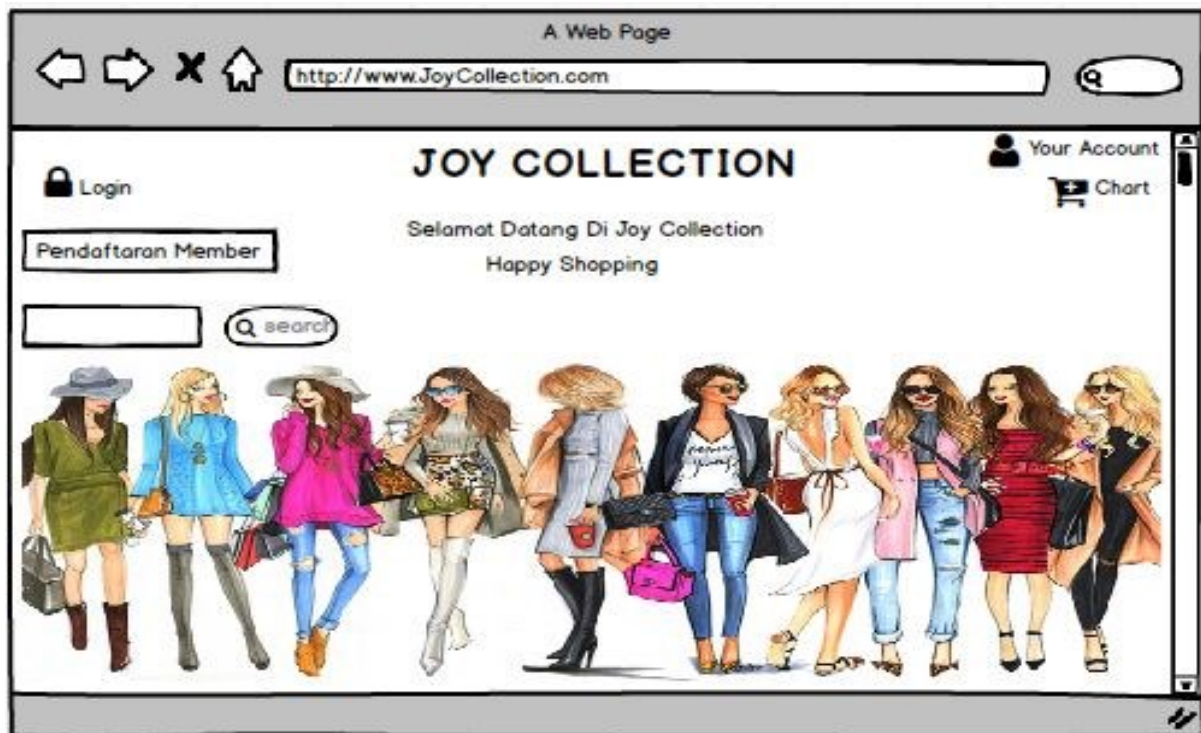 A Web Page
http://www.JoyCollection.com
JOY COLLECTION
Your Account
Login
Chart
Selamat Datang Di Joy Collection
Pendaftaran Member
Happy Shopping
search